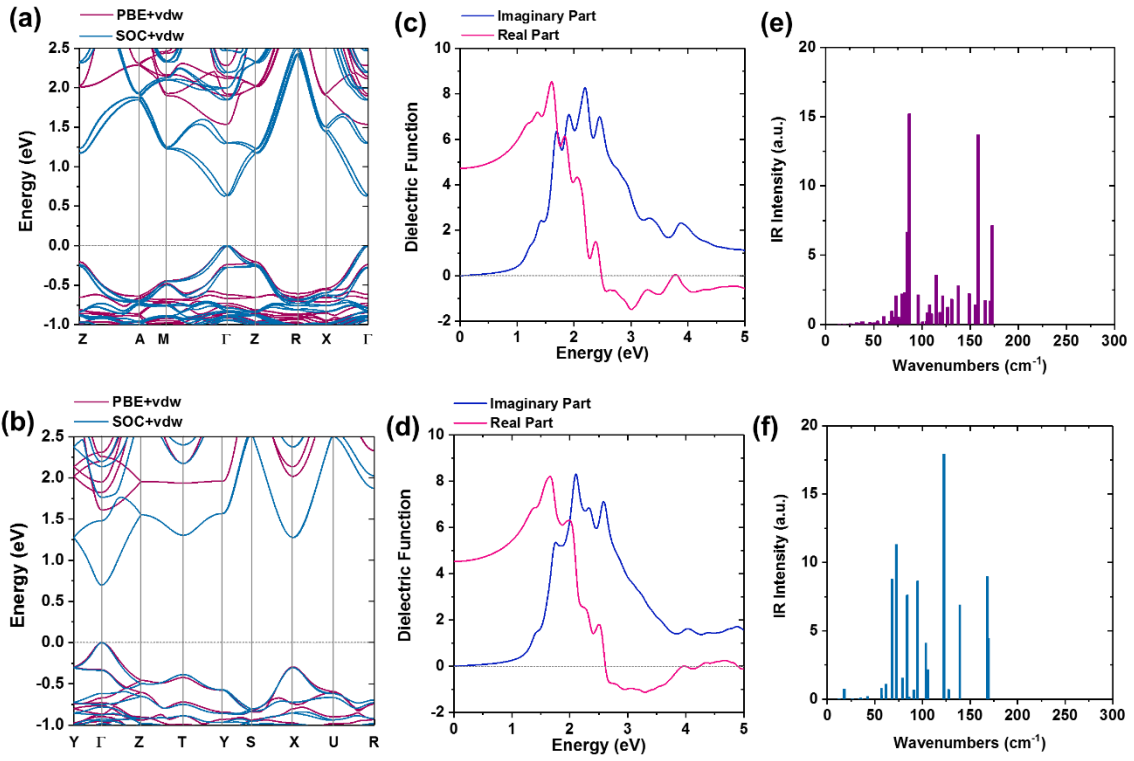 (a)
PBE+vdw
SOC+vdw
Energy (eV)
2.5
2.0
1.5
1.0
0.5
0.0
-0.5
-1.0
Z A M Γ Z R X Γ
(c)
Imaginary Part
Real Part
Dielectric Function
10
8
6
4
2
0
-2
0 1 2 3 4 5
Energy (eV)
(e)
IR Intensity (a.u.)
20
15
10
5
0
0 50 100 150 200 250 300
Wavenumbers (cm⁻¹)
(b)
PBE+vdw
SOC+vdw
Energy (eV)
2.5
2.0
1.5
1.0
0.5
0.0
-0.5
-1.0
Y Γ Z T Y S X U R
(d)
Imaginary Part
Real Part
Dielectric Function
10
8
6
4
2
0
-2
0 1 2 3 4 5
Energy (eV)
(f)
IR Intensity (a.u.)
20
15
10
5
0
0 50 100 150 200 250 300
Wavenumbers (cm⁻¹)